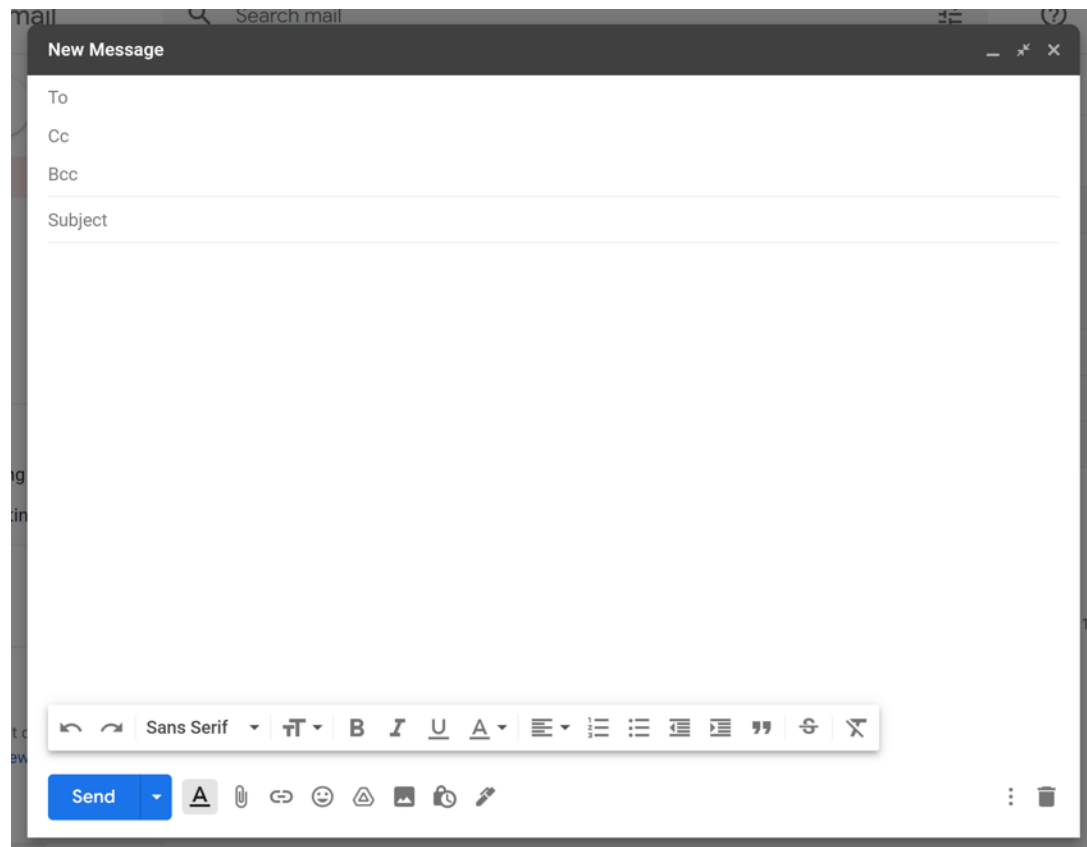 mail
Search mail
New Message
To
Cc
Bcc
Subject
Sans Serif
B I U A
Send
A